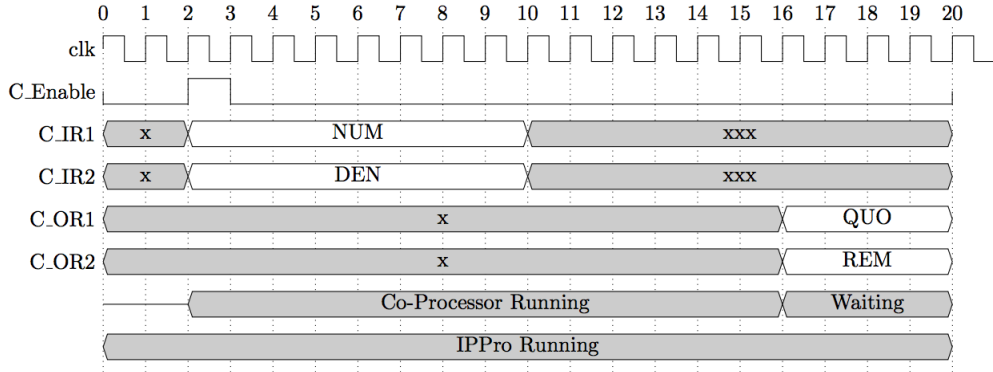 0 1 2 3 4 5 6 7 8 9 10 11 12 13 14 15 16 17 18 19 20
clk
C_Enable
C_IR1 x NUM xxx
C_IR2 x DEN xxx
C_OR1 x QUO
C_OR2 x REM
Co-Processor Running Waiting
IPPro Running